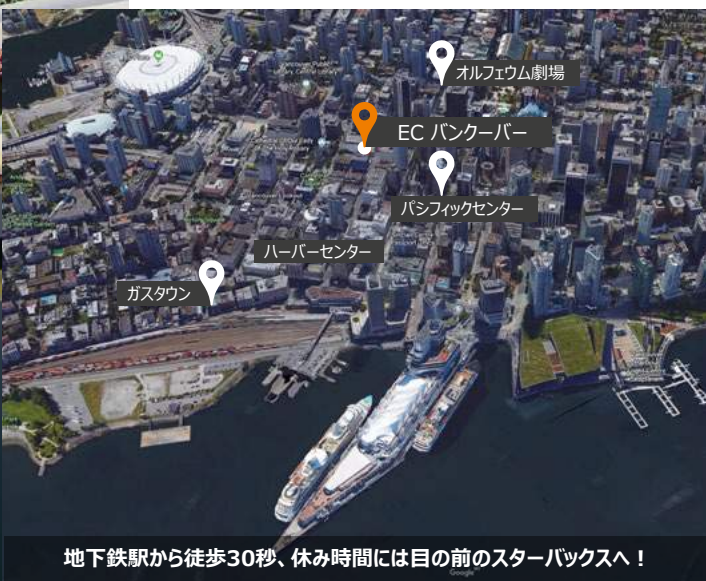 オルフェウム劇場
EC バンクーバー
パシフィックセンター
ハーバーセンター
ガスタウン
地下鉄駅から徒歩30秒、休み時間には目の前のスターバックスへ！
Google